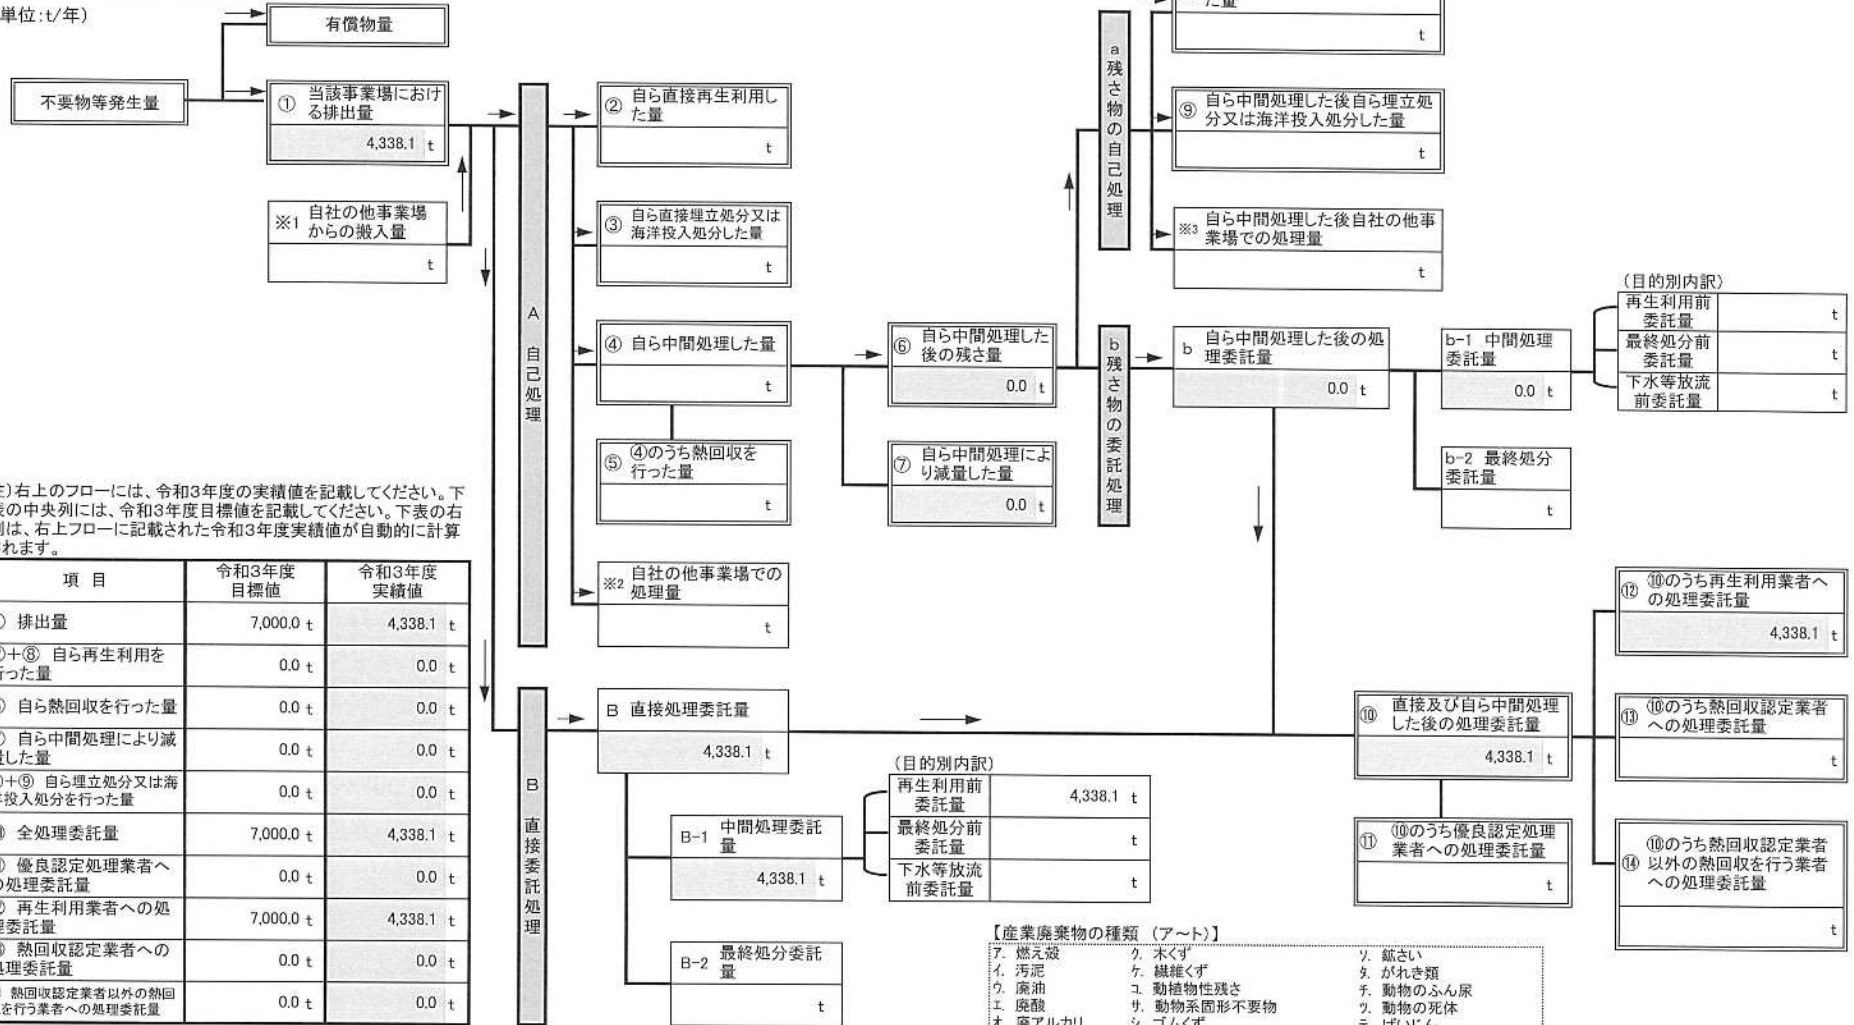 単位:t/年)
有償物量
不要物等発生量
① 当該事業場におけ
る排出量
4,338.1 t
※1 自社の他事業場
からの搬入量
t
A 自己処理
② 自ら直接再生利用し
た量
t
③ 自ら直接埋立処分又は
海洋投入処分した量
t
④ 自ら中間処理した量
t
⑤ ④のうち熱回収を
行った量
t
※2 自社の他事業場での
処理量
t
⑥ 自ら中間処理した
後の残さ量
0.0 t
⑦ 自ら中間処理によ
り減量した量
0.0 t
a 残さ物の自己処理
た量
t
⑨ 自ら中間処理した後自ら埋立処
分又は海洋投入処分した量
t
※3 自ら中間処理した後自社の他事
業場での処理量
t
b 残さ物の委託処理
b 自ら中間処理した後の処
理委託量
0.0 t
b-1 中間処理
委託量
0.0 t
(目的別内訳)
再生利用前
委託量 t
最終処分前
委託量 t
下水等放流
前委託量 t
b-2 最終処分
委託量
t
)右上のフローには、令和3年度の実績値を記載してください。下
の中央列には、令和3年度目標値を記載してください。下表の右
は、右上フローに記載された令和3年度実績値が自動的に計算
れます。
項 目
令和3年度
目標値
令和3年度
実績値
排出量 7,000.0 t 4,338.1 t
+⑧ 自ら再生利用を
った量 0.0 t 0.0 t
自ら熱回収を行った量 0.0 t 0.0 t
自ら中間処理により減
した量 0.0 t 0.0 t
+⑨ 自ら埋立処分又は海
投入処分を行った量 0.0 t 0.0 t
全処理委託量 7,000.0 t 4,338.1 t
優良認定処理業者へ
処理委託量 0.0 t 0.0 t
再生利用業者への処
委託量 7,000.0 t 4,338.1 t
熱回収認定業者への
処理委託量 0.0 t 0.0 t
熱回収認定業者以外の熱回
を行う業者への処理委託量 0.0 t 0.0 t
B 直接委託処理
B 直接処理委託量
4,338.1 t
B-1 中間処理委託
量
4,338.1 t
(目的別内訳)
再生利用前
委託量 4,338.1 t
最終処分前
委託量 t
下水等放流
前委託量 t
B-2 最終処分委託
量
t
⑩ 直接及び自ら中間処理
した後の処理委託量
4,338.1 t
⑪ ⑩のうち優良認定処理
業者への処理委託量
t
⑫ ⑩のうち再生利用業者へ
の処理委託量
4,338.1 t
⑬ ⑩のうち熱回収認定業者
への処理委託量
t
⑭ ⑩のうち熱回収認定業者
以外の熱回収を行う業者
への処理委託量
t
【産業廃棄物の種類 (ア～ト)】
ア. 燃え殻 ク. 木くず ソ. 鉱さい
イ. 汚泥 ケ. 繊維くず タ. がれき類
ウ. 廃油 コ. 動植物性残さ チ. 動物のふん尿
エ. 廃酸 サ. 動物系固形不要物 ツ. 動物の死体
オ. 廃アルカリ シ. ゴムくず テ. ばいじん